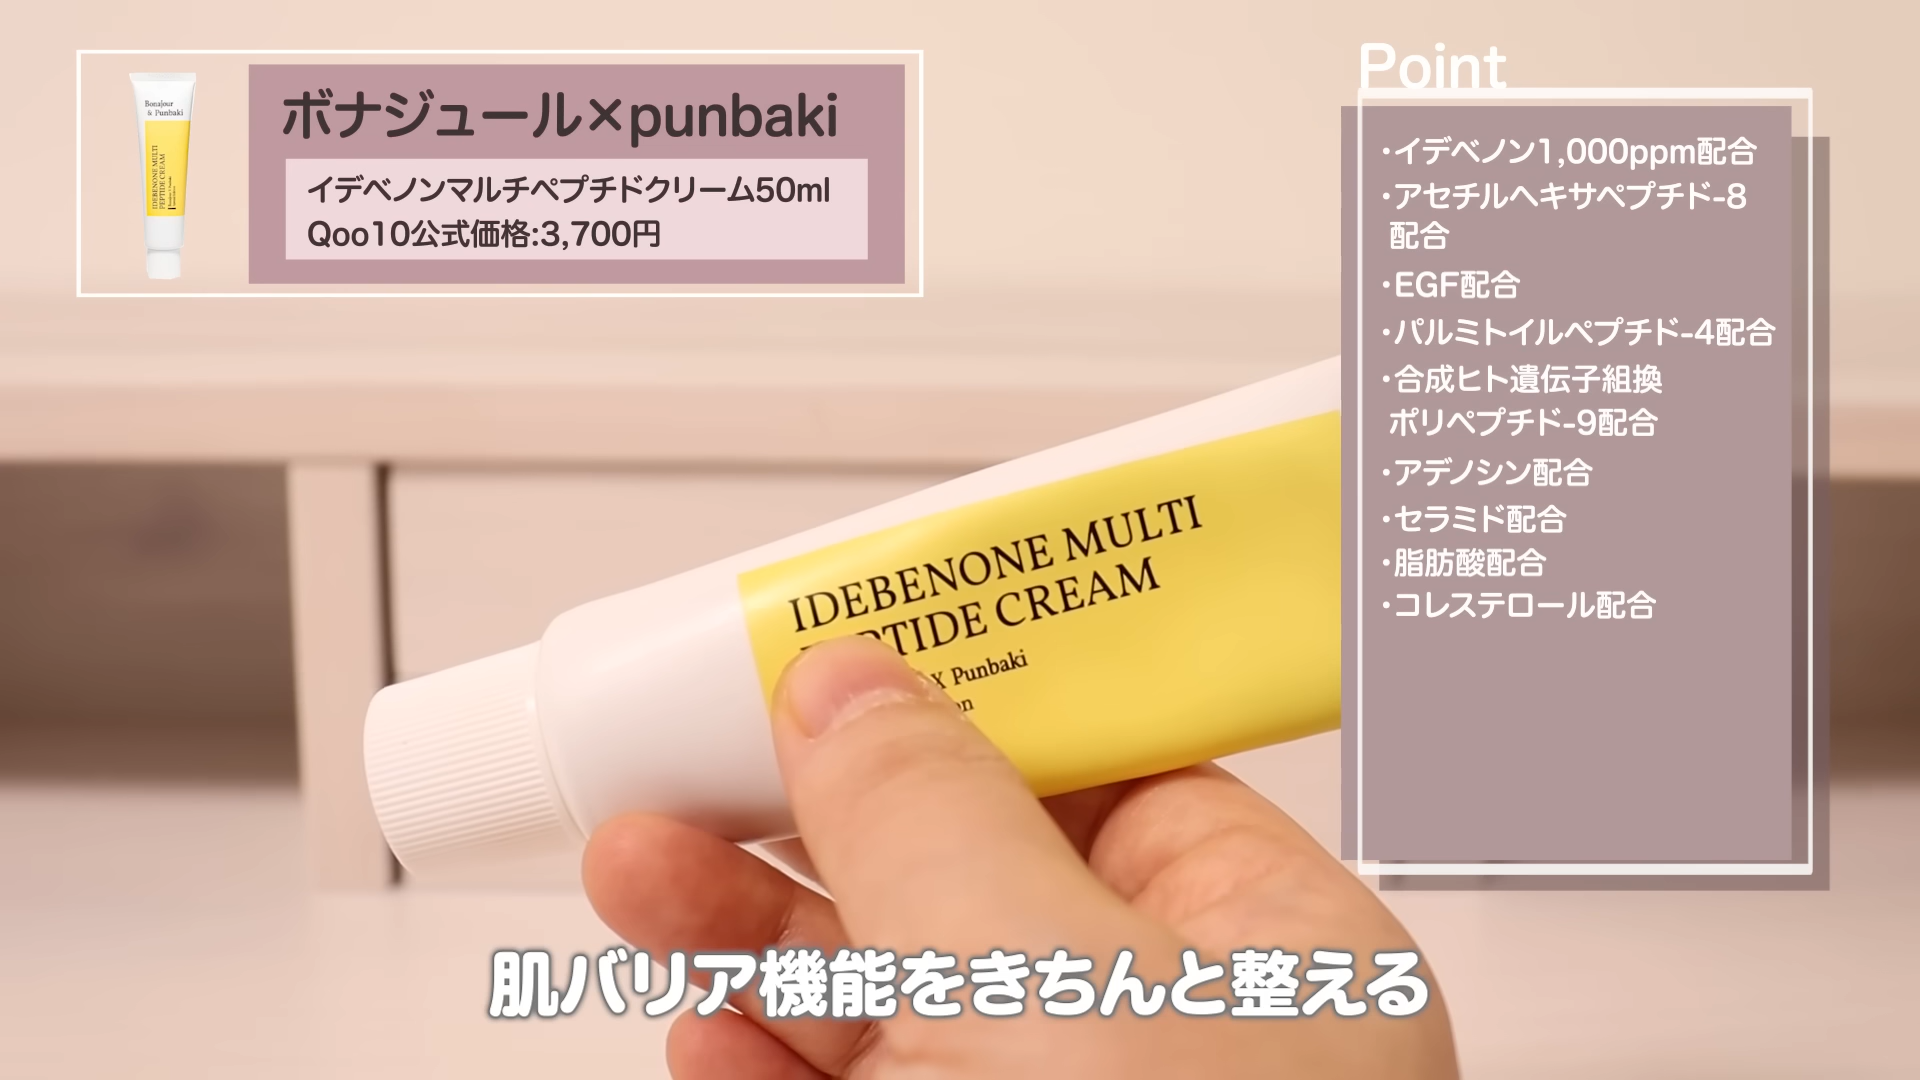 Bonajour
& Punbaki
IDEBENONE MULTI
PEPTIDE CREAM
ボナジュール×punbaki
イデベノンマルチペプチドクリーム50ml
Qoo10公式価格:3,700円
Point
・イデベノン1,000ppm配合
・アセチルヘキサペプチド-8
配合
・EGF配合
・パルミトイルペプチド-4配合
・合成ヒト遺伝子組換
ポリペプチド-9配合
・アデノシン配合
・セラミド配合
・脂肪酸配合
・コレステロール配合
IDEBENONE MULTI
PEPTIDE CREAM
X Punbaki
肌バリア機能をきちんと整える